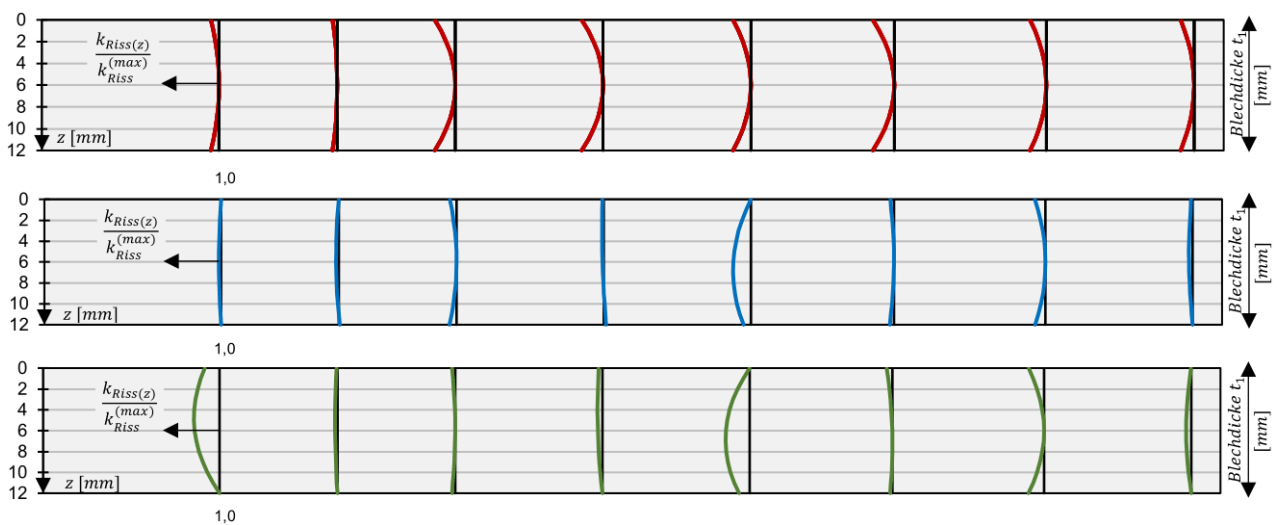 0
2
4
6
8
10
12
k_{Riss(z)}
k_{Riss}^{(max)}
z [mm]
Blechdicke t_1
[mm]
1,0
0
2
4
6
8
10
12
k_{Riss(z)}
k_{Riss}^{(max)}
z [mm]
Blechdicke t_1
[mm]
1,0
0
2
4
6
8
10
12
k_{Riss(z)}
k_{Riss}^{(max)}
z [mm]
Blechdicke t_1
[mm]
1,0